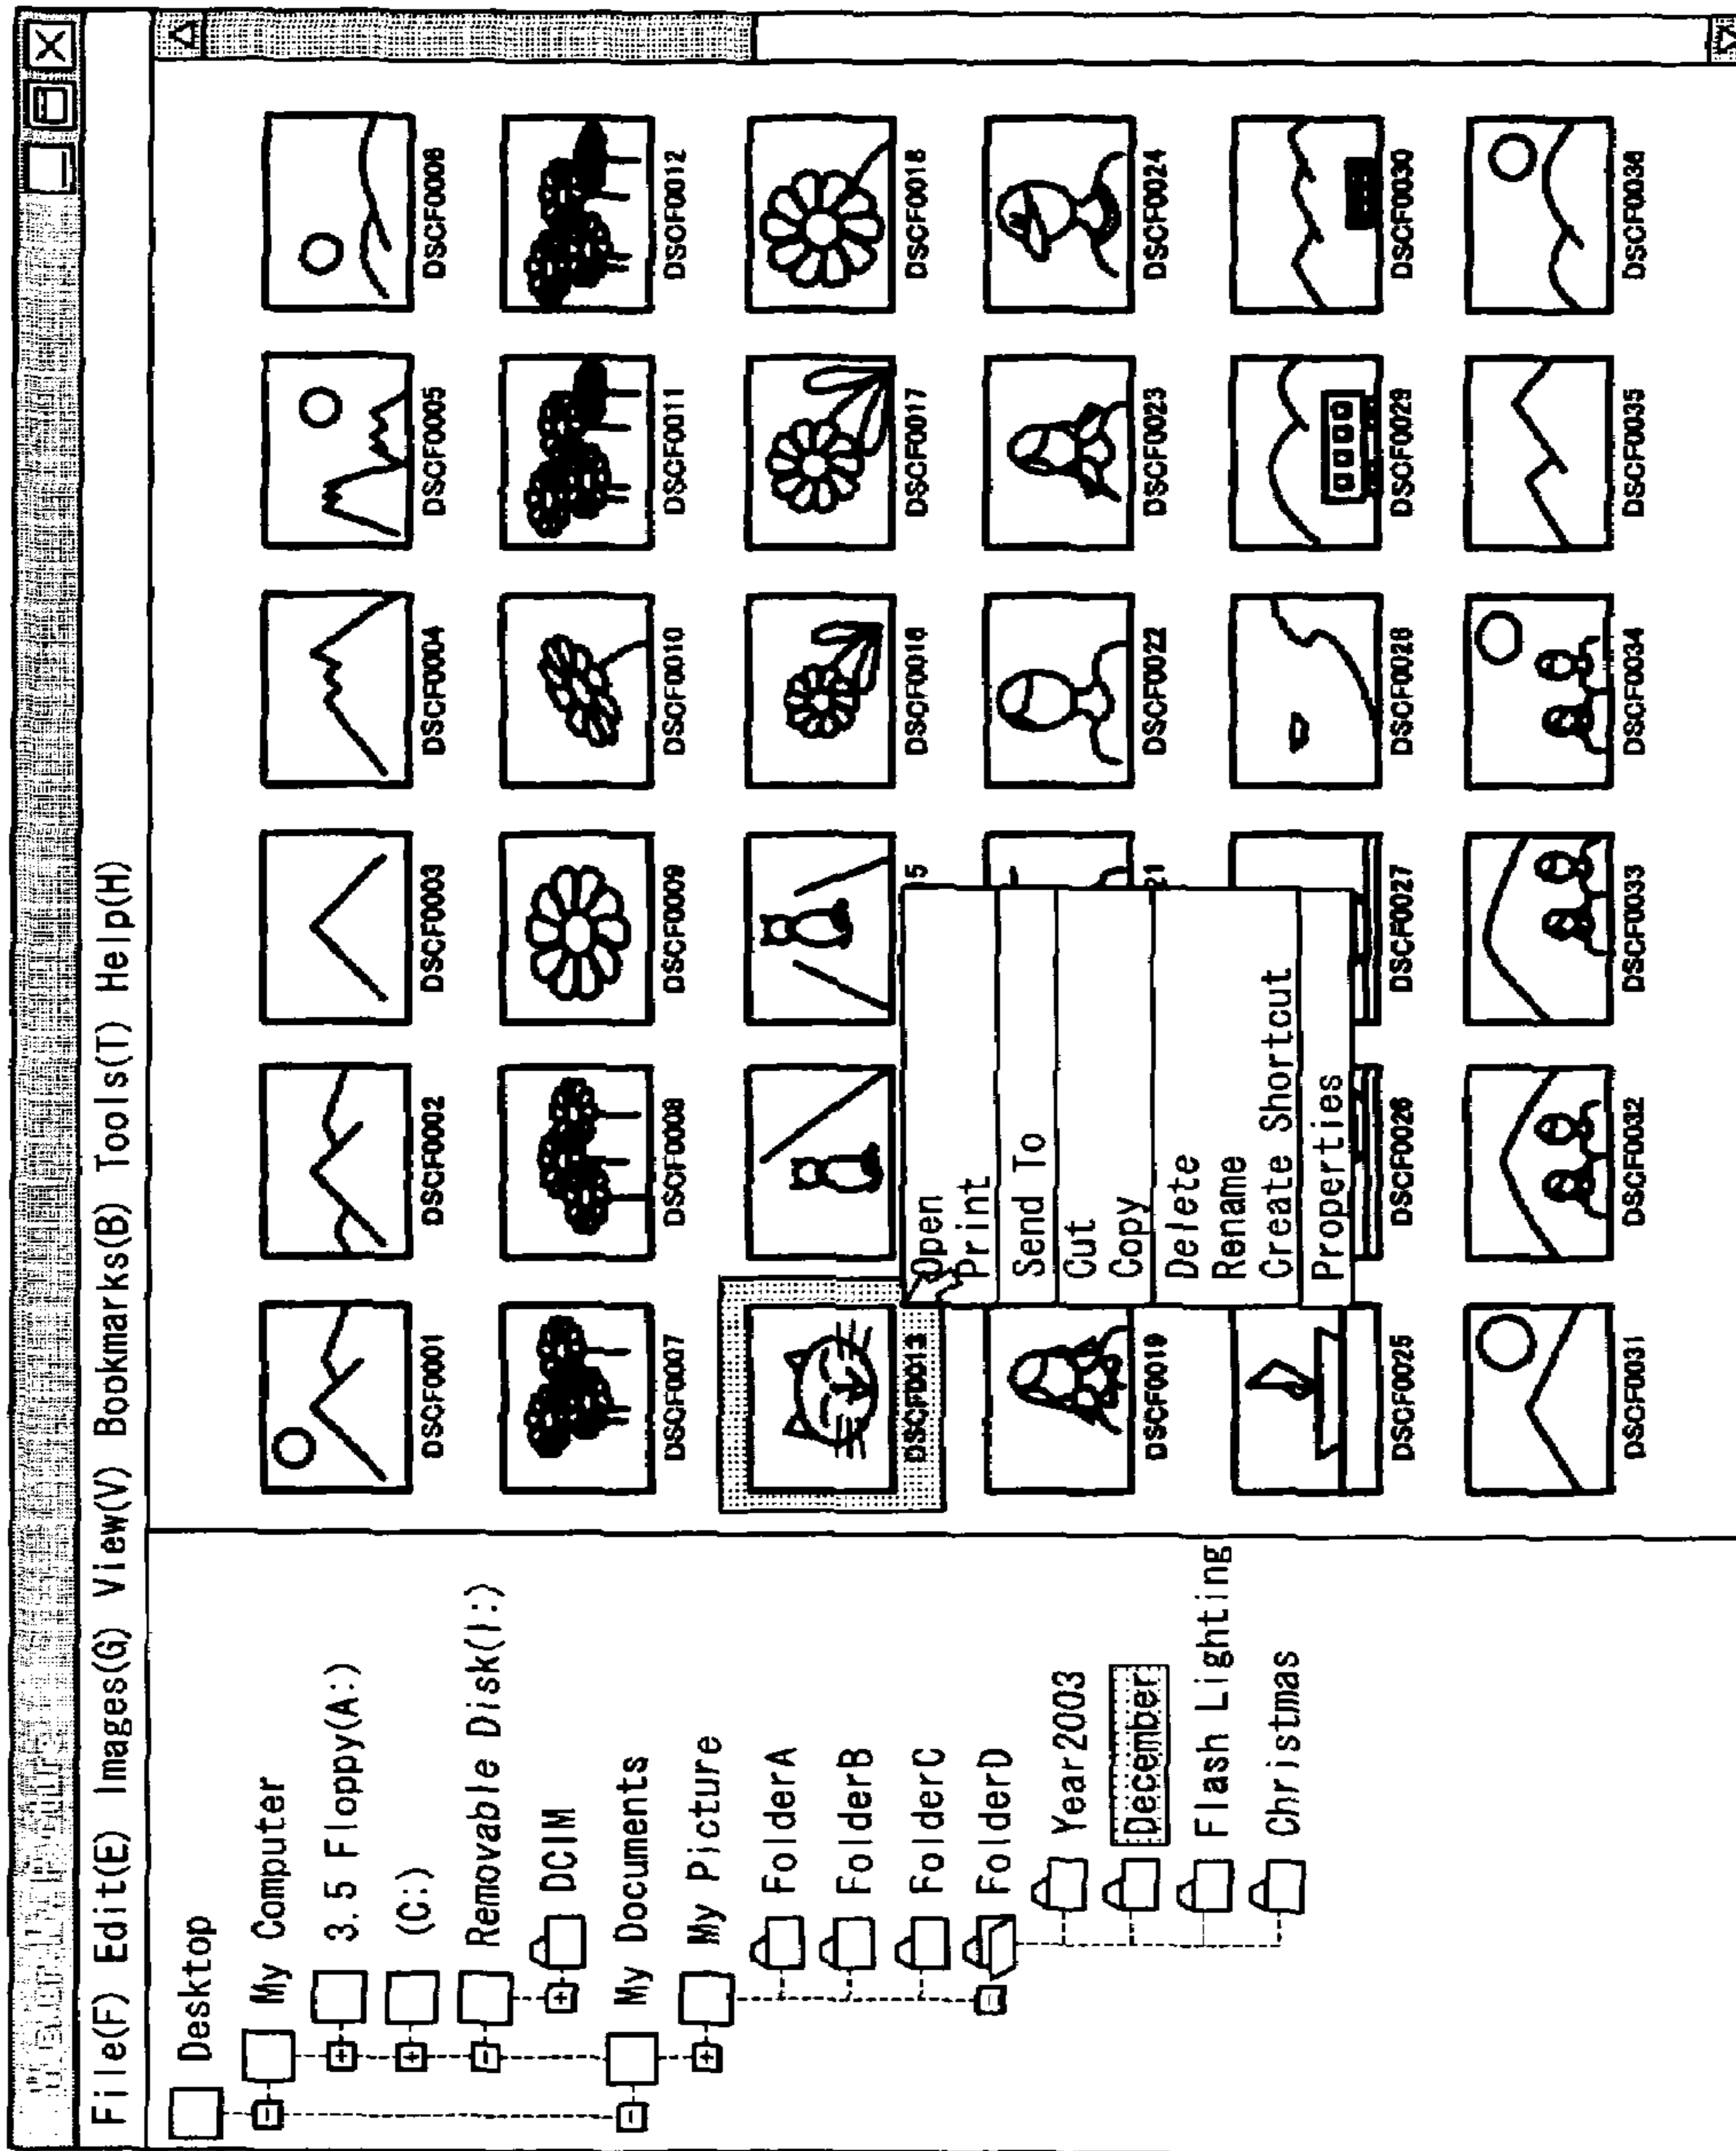 File(F) Edit(E) Images(G) View(V) Bookmarks(B) Tools(T) Help(H)
Desktop
My Computer
3.5 Floppy(A:)
(C:)
Removable Disk(I:)
DCIM
My Documents
My Picture
FolderA
FolderB
FolderC
FolderD
Year2003
December
Flash Lighting
Christmas
DSCF0001 DSCF0002 DSCF0003 DSCF0004 DSCF0005 DSCF0006
DSCF0007 DSCF0008 DSCF0009 DSCF0010 DSCF0011 DSCF0012
DSCF0013 5 DSCF0016 DSCF0017 DSCF0018
Open
Print
Send To
Cut
Copy
Delete
Rename
Create Shortcut
Properties
DSCF0019 21 DSCF0022 DSCF0023 DSCF0024
DSCF0025 DSCF0026 DSCF0027 DSCF0028 DSCF0029 DSCF0030
DSCF0031 DSCF0032 DSCF0033 DSCF0034 DSCF0035 DSCF0036